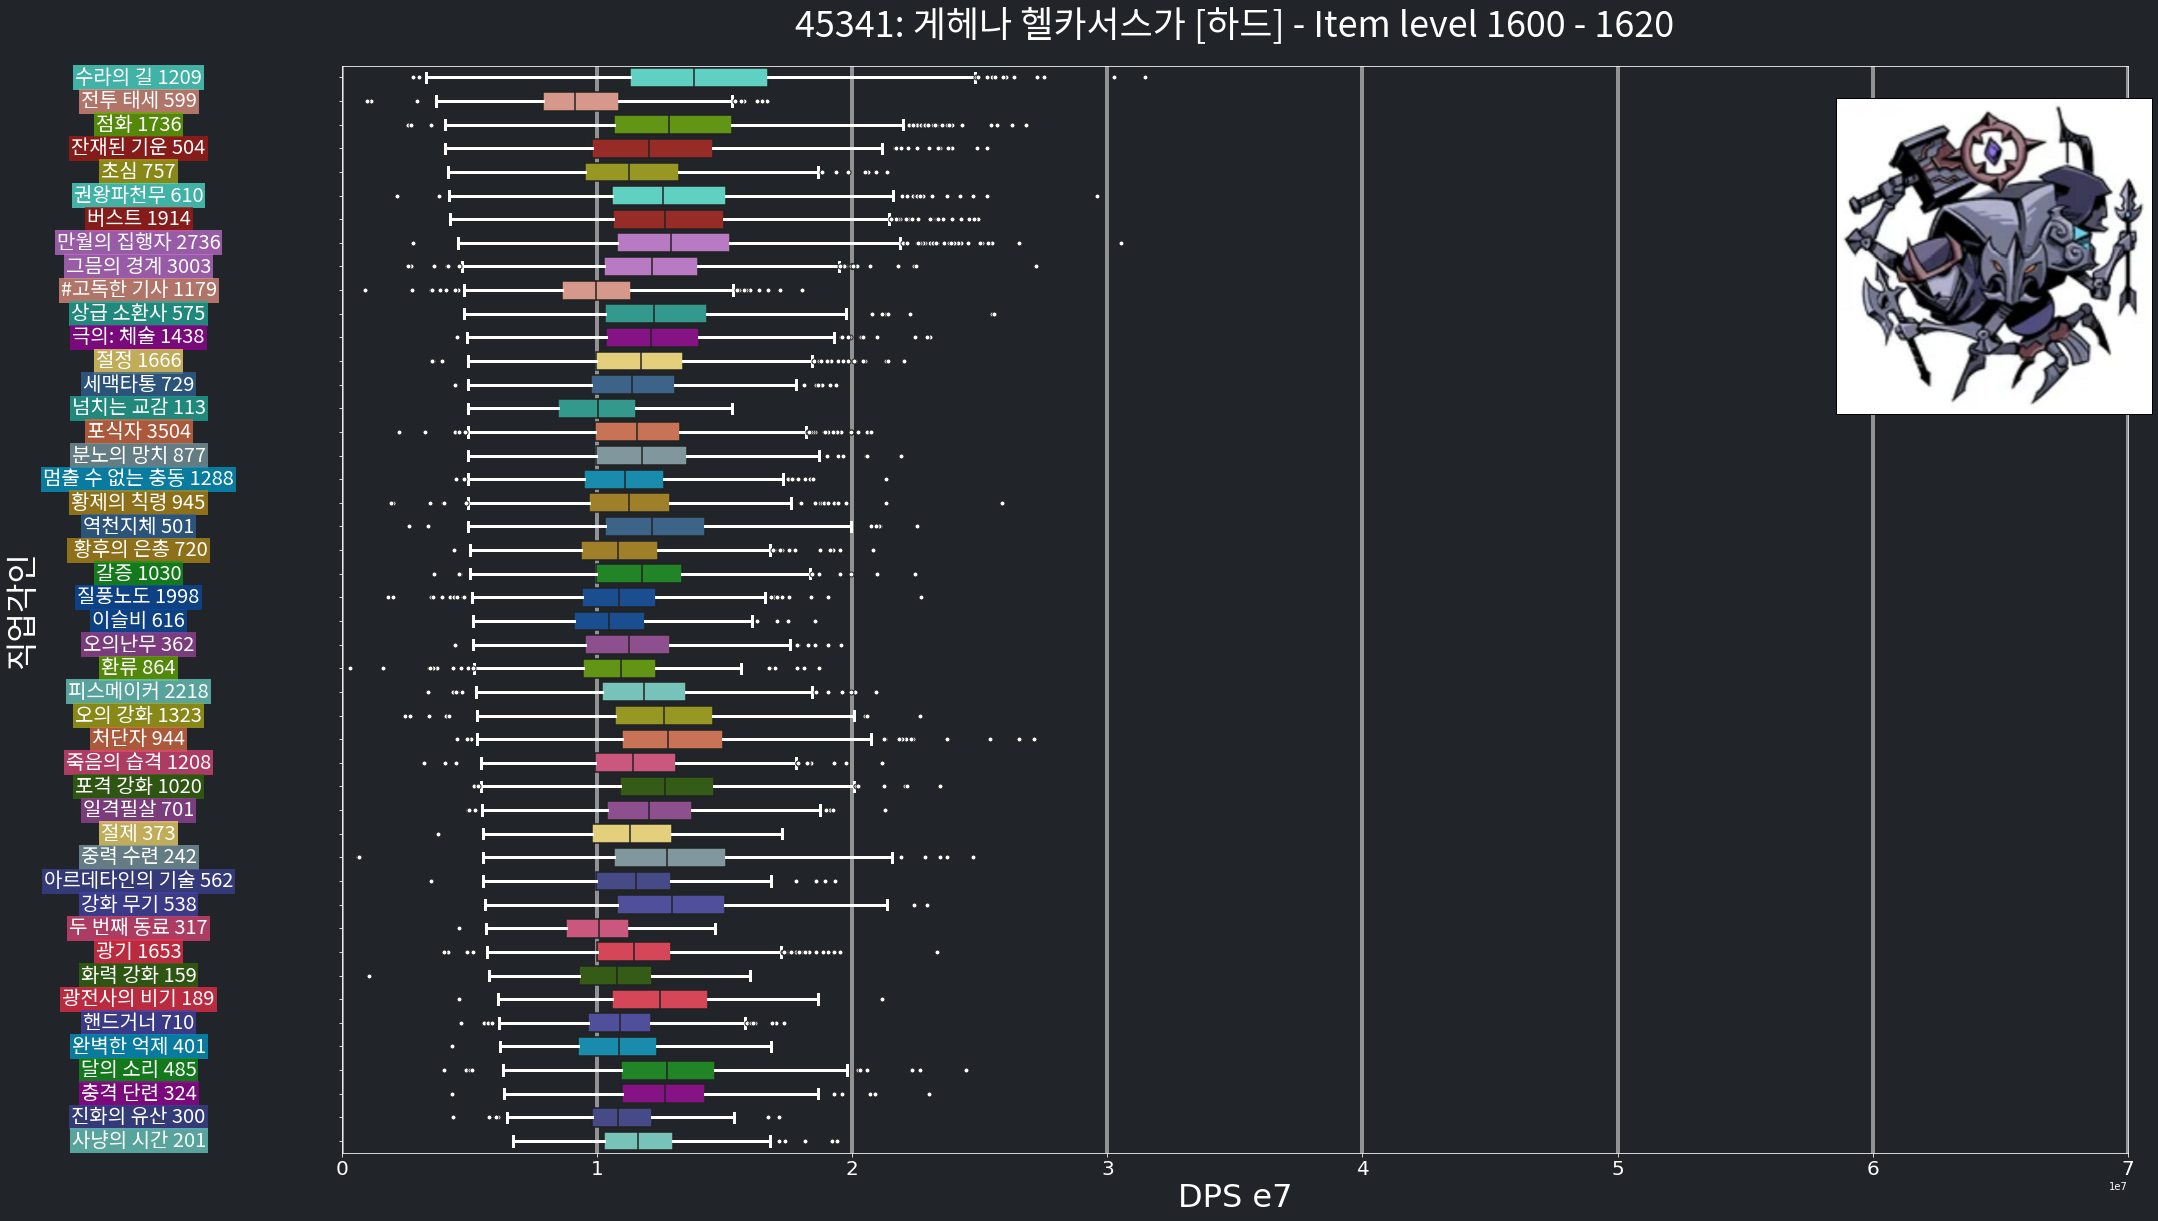 45341: 게헤나 헬카서스가 [하드] - Item level 1600 - 1620
직업각인
수라의 길 1209
전투 태세 599
점화 1736
잔재된 기운 504
초심 757
권왕파천무 610
버스트 1914
만월의 집행자 2736
그믐의 경계 3003
#고독한 기사 1179
상급 소환사 575
극의: 체술 1438
절정 1666
세맥타통 729
넘치는 교감 113
포식자 3504
분노의 망치 877
멈출 수 없는 충동 1288
황제의 칙령 945
역천지체 501
황후의 은총 720
갈증 1030
질풍노도 1998
이슬비 616
오의난무 362
환류 864
피스메이커 2218
오의 강화 1323
처단자 944
죽음의 습격 1208
포격 강화 1020
일격필살 701
절제 373
중력 수련 242
아르데타인의 기술 562
강화 무기 538
두 번째 동료 317
광기 1653
화력 강화 159
광전사의 비기 189
핸드거너 710
완벽한 억제 401
달의 소리 485
충격 단련 324
진화의 유산 300
사냥의 시간 201
0 1 2 3 4 5 6 7
DPS e7
1e7